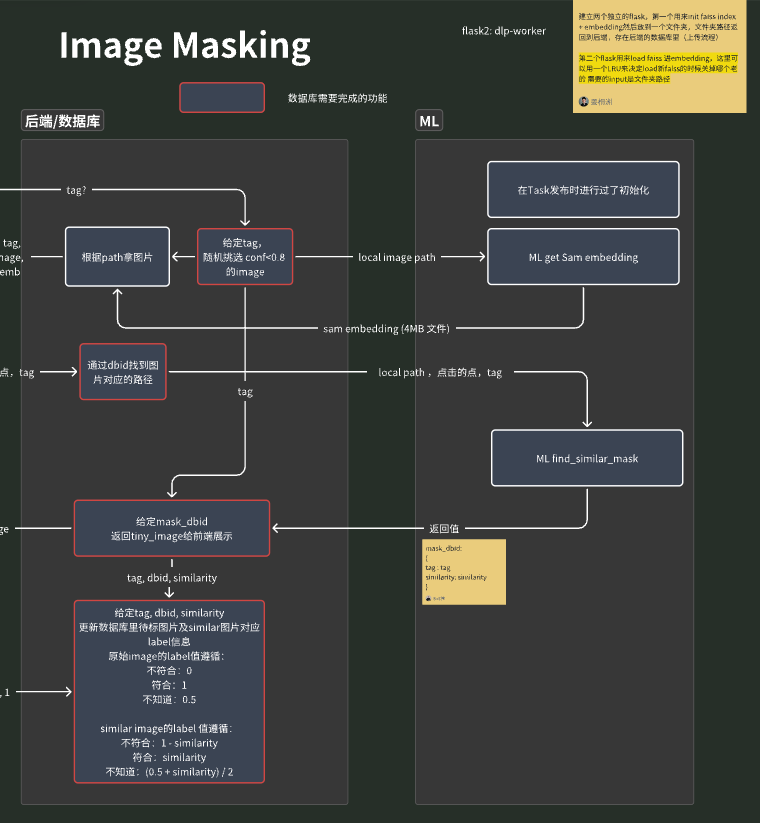 Image Masking
flask2: dlp-worker
建立两个独立的flask，第一个用来init faiss index
+ embedding然后放到一个文件夹，文件夹路径返
回到后端，存在后端的数据库里（上传流程）
第二个flask用来load faiss 进embedding，这里可
以用一个LRU来决定load新faiss的时候关掉哪个老
的 需要的input是文件夹路径
数据库需要完成的功能
后端/数据库
ML
tag?
在Task发布时进行过了初始化
tag,
image,
emb
根据path拿图片
给定tag，
随机挑选 conf<0.8
的image
local image path
ML get Sam embedding
sam embedding (4MB 文件)
点，tag
通过dbid找到图
片对应的路径
local path ，点击的点，tag
tag
ML find_similar_mask
给定mask_dbid
返回tiny_image给前端展示
返回值
mask_dbid:
{
tag : tag
similarity: similarity
}
tag, dbid, similarity
给定tag, dbid, similarity
更新数据库里待标图片及similar图片对应
label信息
原始image的label值遵循：
不符合：0
符合：1
不知道：0.5
, 1
similar image的label 值遵循：
不符合：1 - similarity
符合：similarity
不知道：(0.5 + similarity) / 2